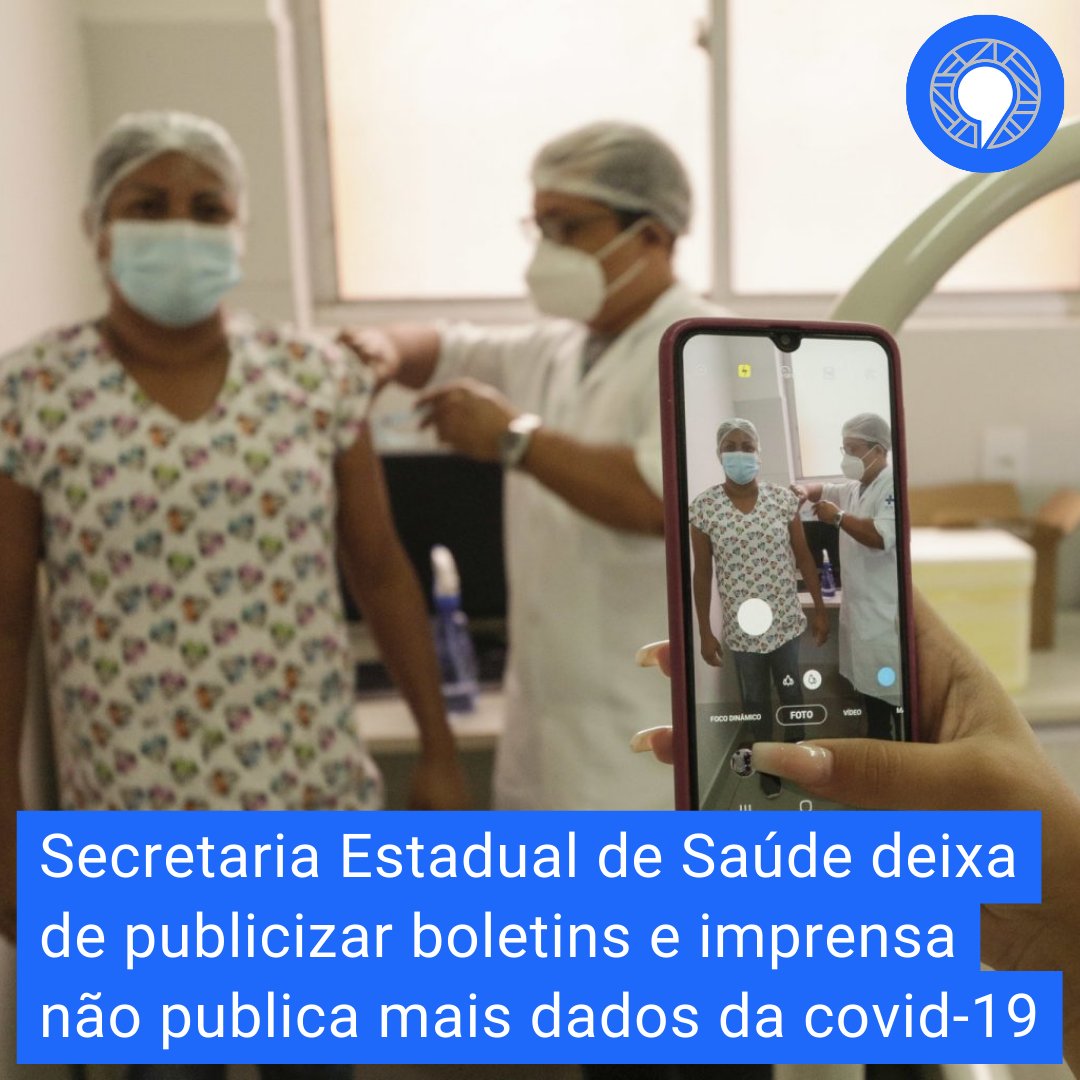 Secretaria Estadual de Saúde deixa
de publicizar boletins e imprensa
não publica mais dados da covid-19
FOCO DINÂMICO FOTO VÍDEO